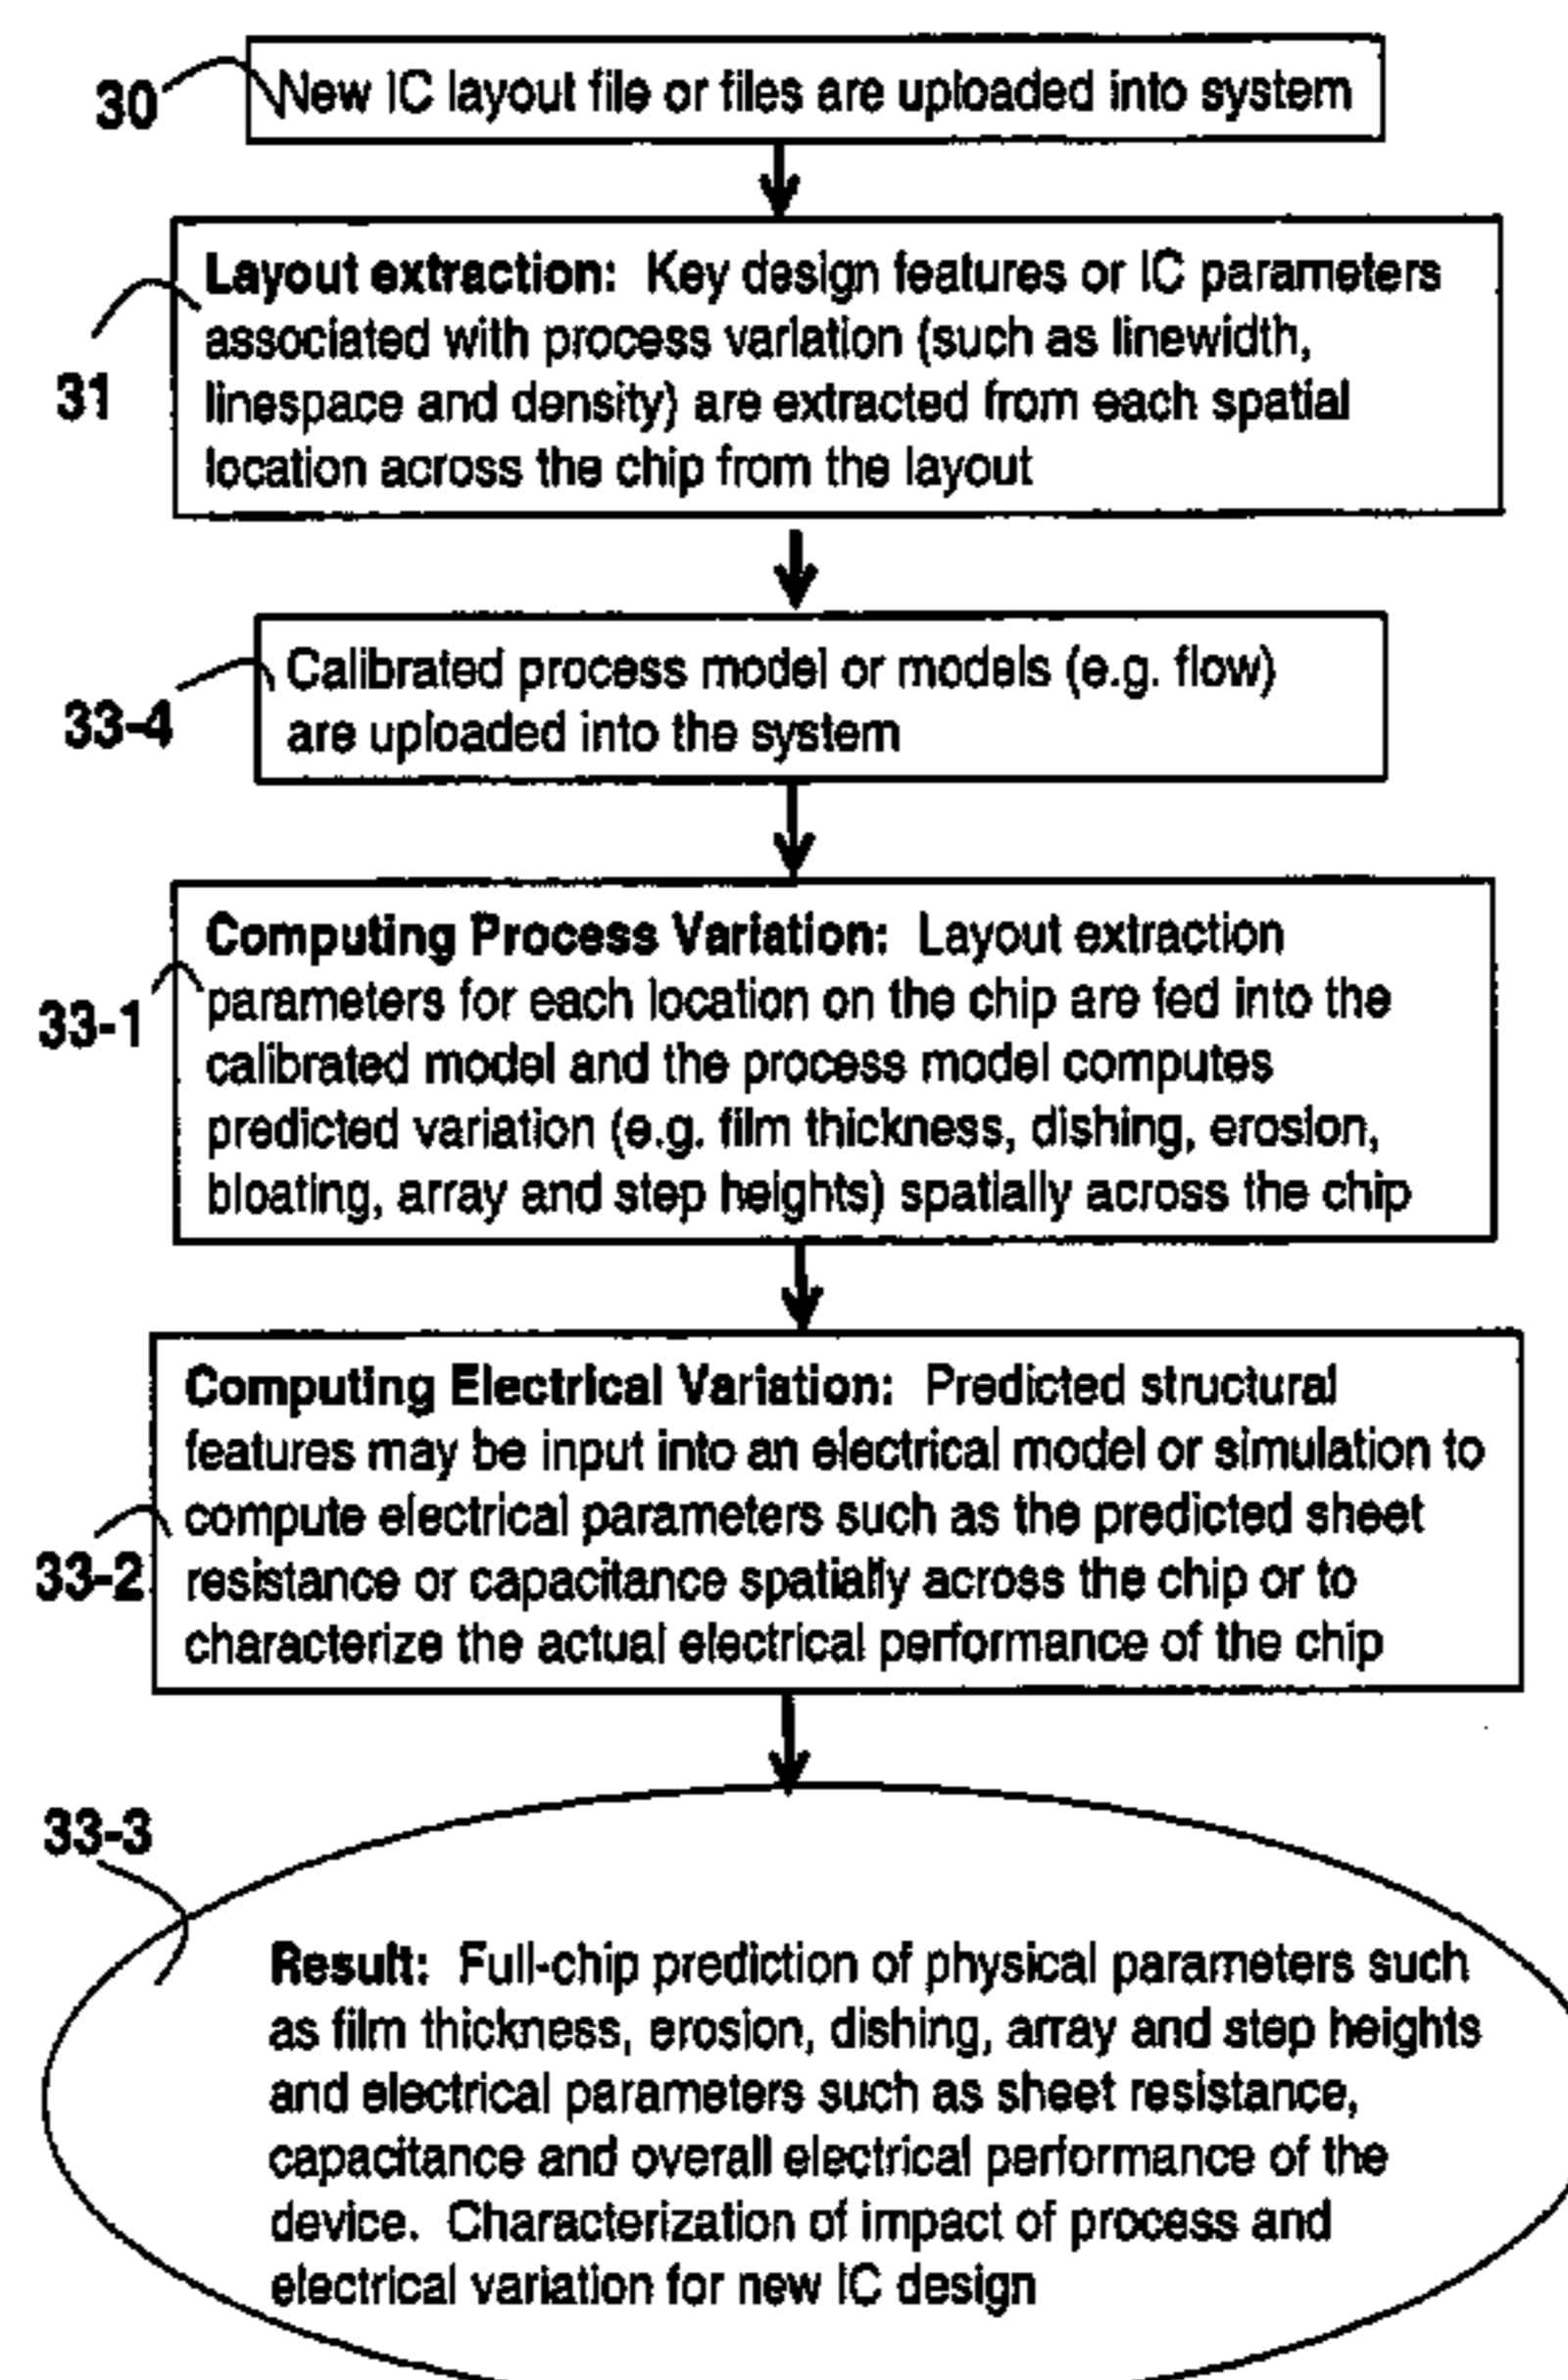 30
New IC layout file or files are uploaded into system
31
Layout extraction: Key design features or IC parameters
associated with process variation (such as linewidth,
linespace and density) are extracted from each spatial
location across the chip from the layout
33-4
Calibrated process model or models (e.g. flow)
are uploaded into the system
33-1
Computing Process Variation: Layout extraction
parameters for each location on the chip are fed into the
calibrated model and the process model computes
predicted variation (e.g. film thickness, dishing, erosion,
bloating, array and step heights) spatially across the chip
33-2
Computing Electrical Variation: Predicted structural
features may be input into an electrical model or simulation to
compute electrical parameters such as the predicted sheet
resistance or capacitance spatially across the chip or to
characterize the actual electrical performance of the chip
33-3
Result: Full-chip prediction of physical parameters such
as film thickness, erosion, dishing, array and step heights
and electrical parameters such as sheet resistance,
capacitance and overall electrical performance of the
device. Characterization of impact of process and
electrical variation for new IC design